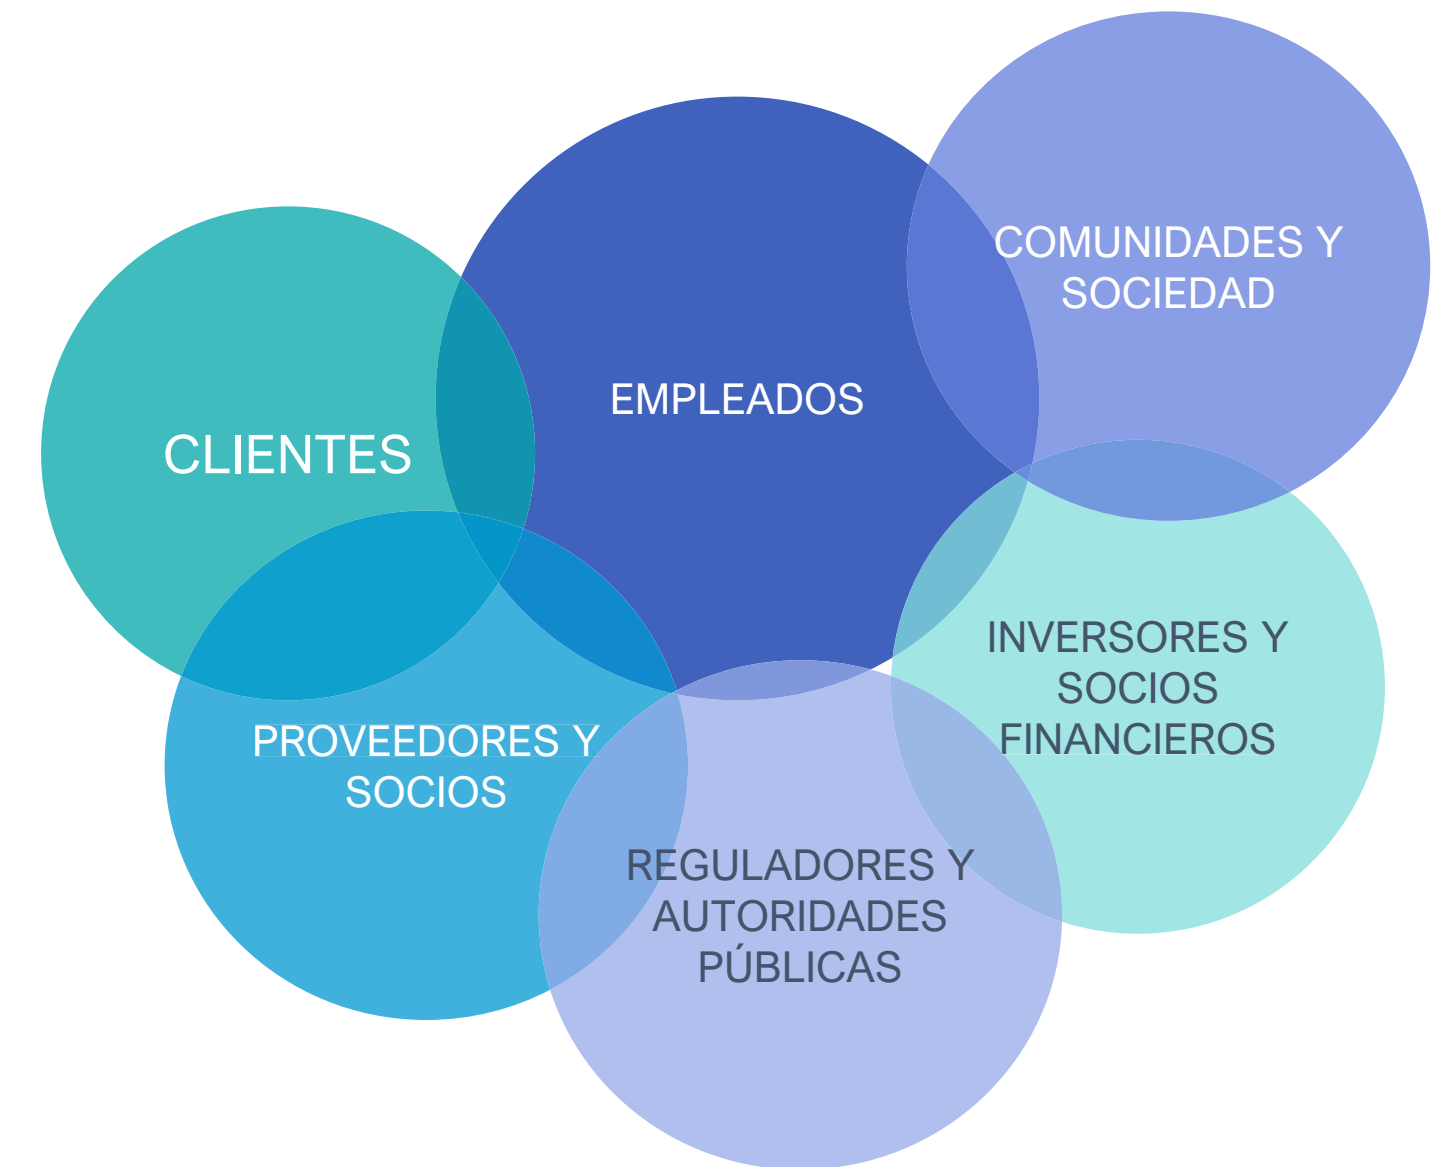 COMUNIDADES Y
SOCIEDAD
EMPLEADOS
CLIENTES
INVERSORES Y
SOCIOS
FINANCIEROS
PROVEEDORES Y
SOCIOS
REGULADORES Y
AUTORIDADES
PÚBLICAS